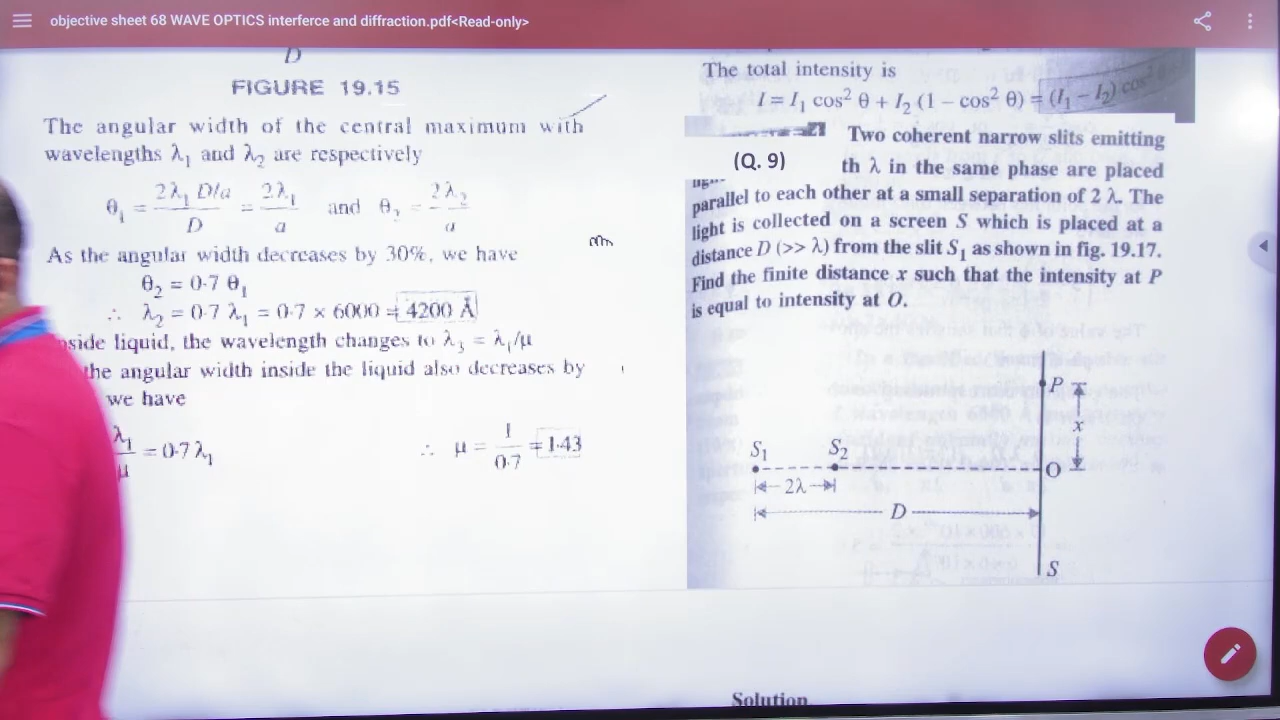 objective sheet 68 WAVE OPTICS interferce and diffraction.pdf<Read-only>
D
FIGURE 19.15
The angular width of the central maximum with
wavelengths λ₁ and λ₂ are respectively
θ₁ = 2λ₁ D/a / D = 2λ₁ / a and θ₂ = 2λ₂ / a
As the angular width decreases by 30%, we have
θ₂ = 0·7 θ₁
∴ λ₂ = 0·7 λ₁ = 0·7 × 6000 = 4200 Å
side liquid, the wavelength changes to λ₃ = λ₁/μ
the angular width inside the liquid also decreases by
we have
λ₁ / μ = 0·7 λ₁ ∴ μ = 1 / 0·7 = 1·43
The total intensity is
I = I₁ cos² θ + I₂ (1 − cos² θ) = (I₁ − I₂) cos²
Two coherent narrow slits emitting
(Q. 9) th λ in the same phase are placed
parallel to each other at a small separation of 2 λ. The
light is collected on a screen S which is placed at a
distance D (>> λ) from the slit S₁ as shown in fig. 19.17.
Find the finite distance x such that the intensity at P
is equal to intensity at O.
P
x
S₁ S₂ O
2λ
D
S
Solution